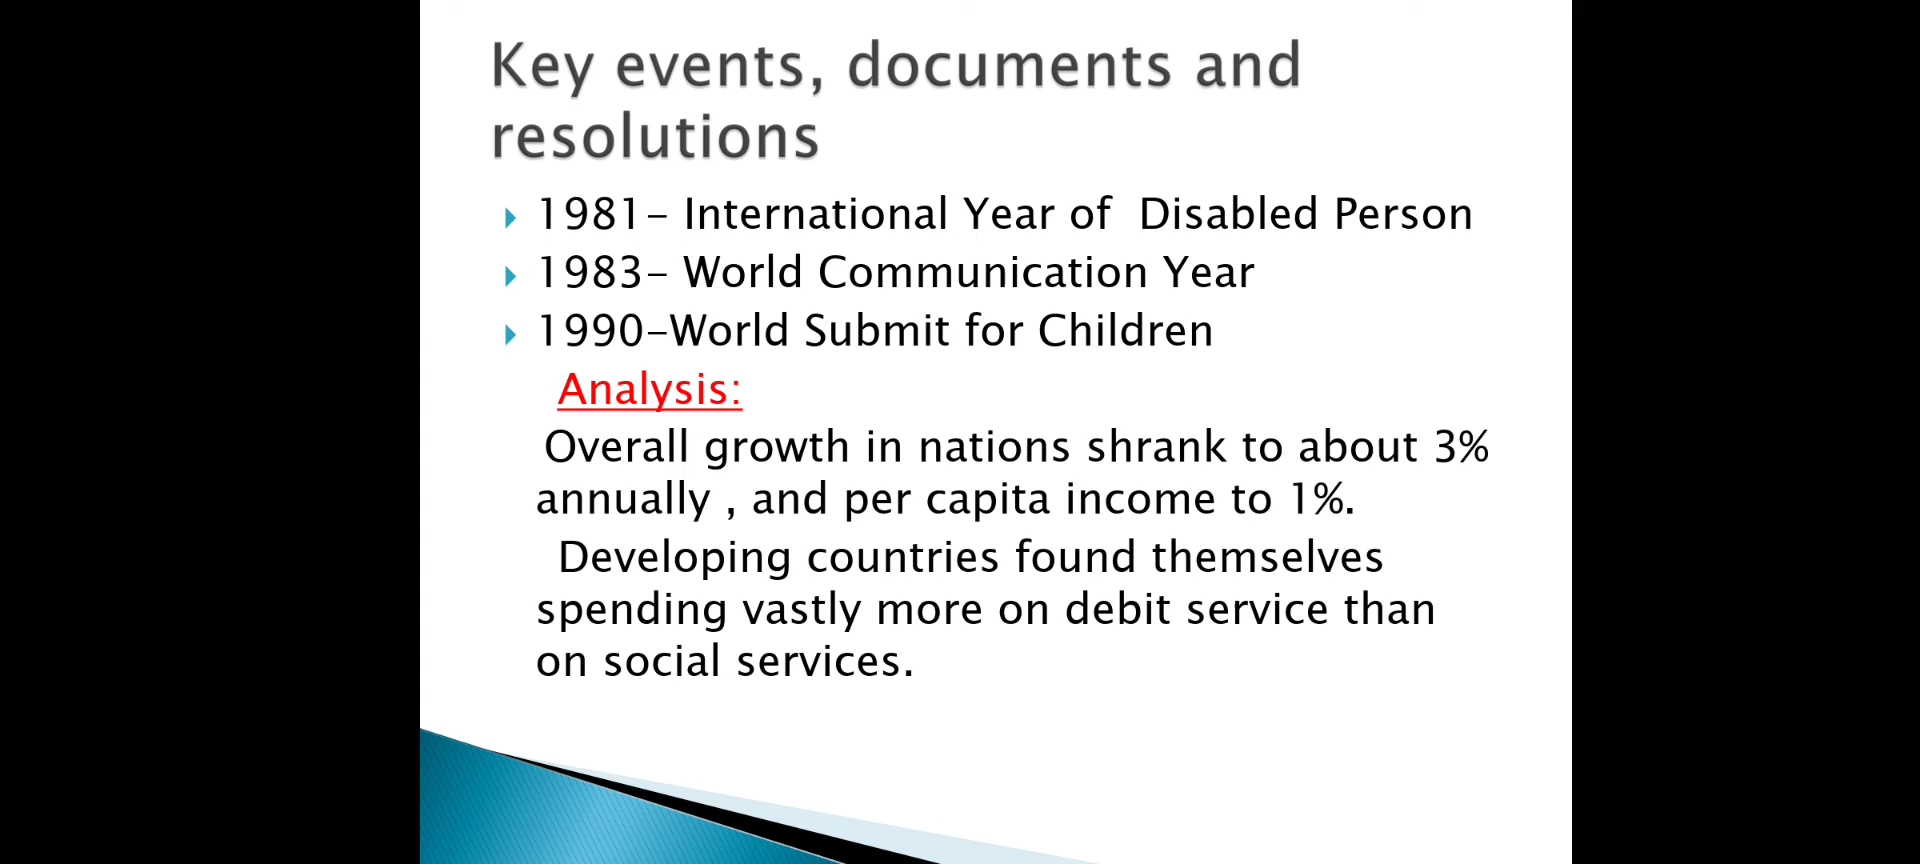 Key events, documents and
resolutions
1981- International Year of Disabled Person
1983- World Communication Year
1990-World Submit for Children
Analysis:
Overall growth in nations shrank to about 3%
annually , and per capita income to 1%.
Developing countries found themselves
spending vastly more on debit service than
on social services.